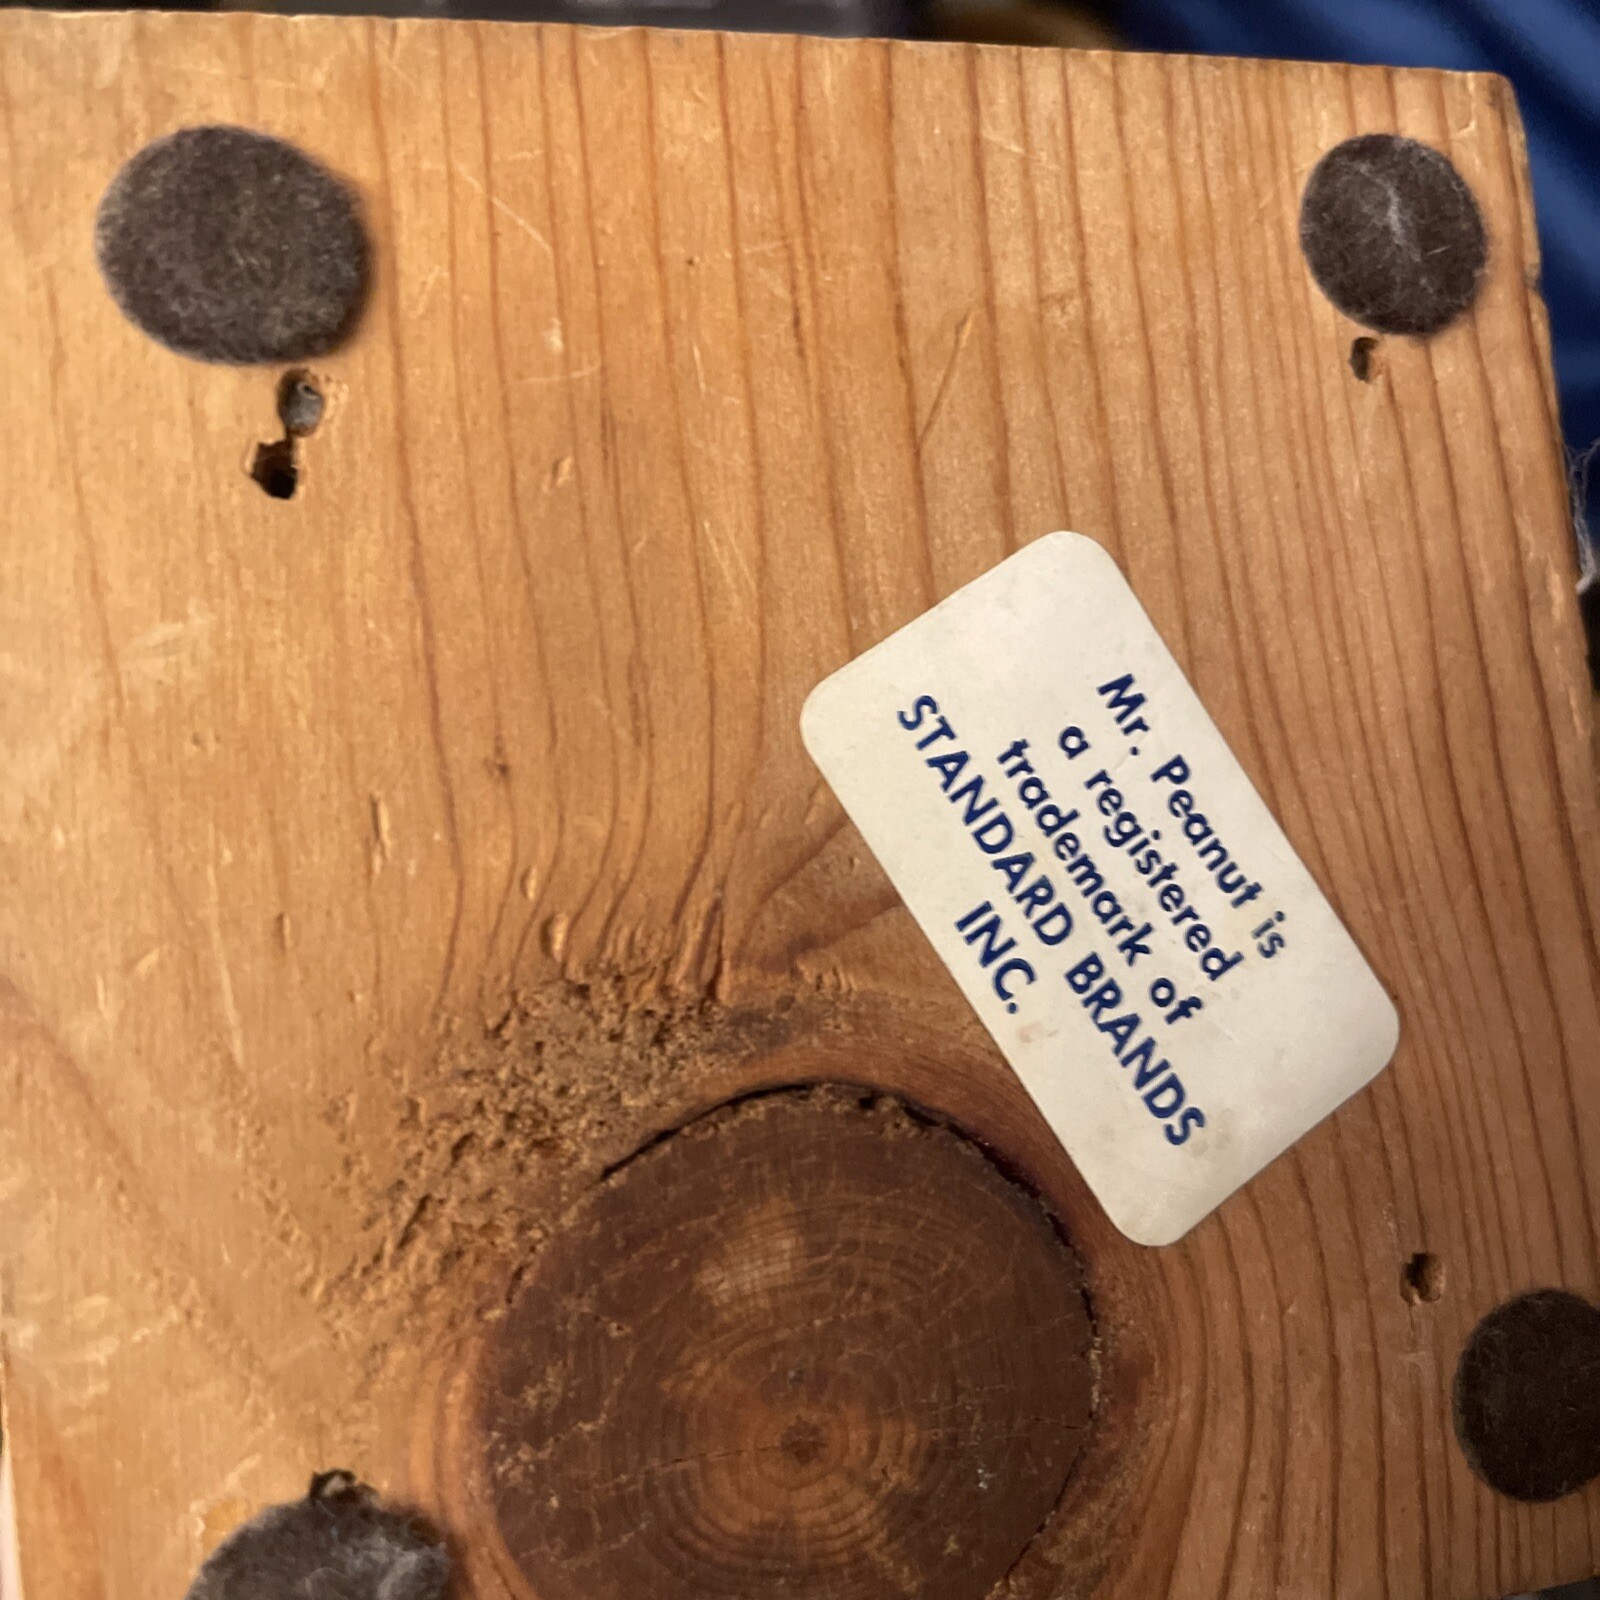 Mr. Peanut is
a registered
trademark of
STANDARD BRANDS
INC.